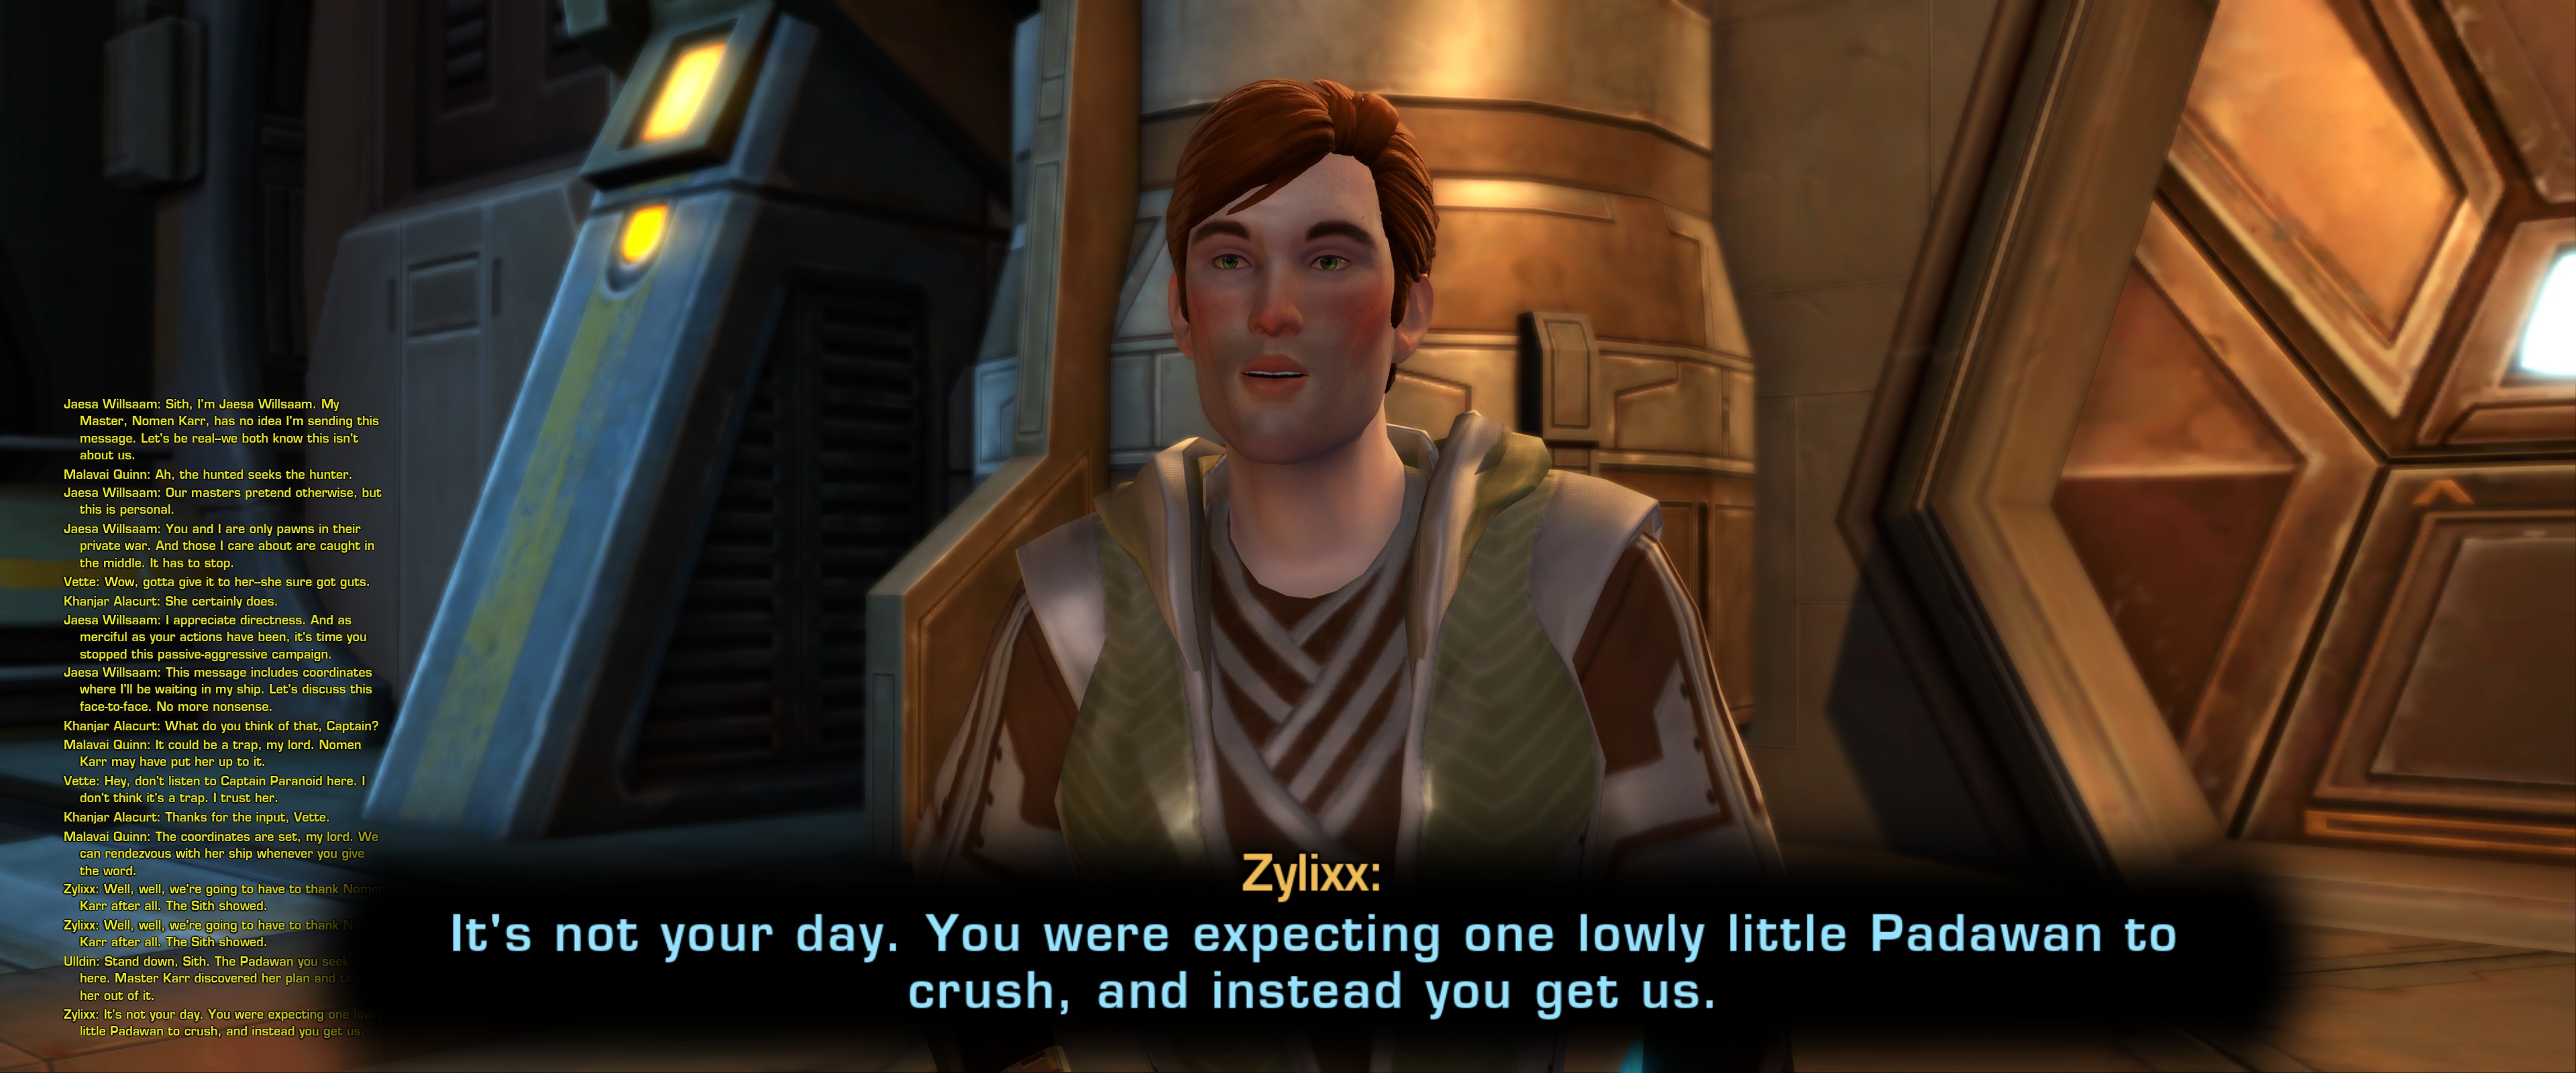 Jaesa Willsaam: Sith, I'm Jaesa Willsaam. My
Master, Nomen Karr, has no idea I'm sending this
message. Let's be real–we both know this isn't
about us.
Malavai Quinn: Ah, the hunted seeks the hunter.
Jaesa Willsaam: Our masters pretend otherwise, but
this is personal.
Jaesa Willsaam: You and I are only pawns in their
private war. And those I care about are caught in
the middle. It has to stop.
Vette: Wow, gotta give it to her–she sure got guts.
Khanjar Alacurt: She certainly does.
Jaesa Willsaam: I appreciate directness. And as
merciful as your actions have been, it's time you
stopped this passive-aggressive campaign.
Jaesa Willsaam: This message includes coordinates
where I'll be waiting in my ship. Let's discuss this
face-to-face. No more nonsense.
Khanjar Alacurt: What do you think of that, Captain?
Malavai Quinn: It could be a trap, my lord. Nomen
Karr may have put her up to it.
Vette: Hey, don't listen to Captain Paranoid here. I
don't think it's a trap. I trust her.
Khanjar Alacurt: Thanks for the input, Vette.
Malavai Quinn: The coordinates are set, my lord. We
can rendezvous with her ship whenever you give
the word.
Zylixx: Well, well, we're going to have to thank Nomen
Karr after all. The Sith showed.
Zylixx: Well, well, we're going to have to thank
Karr after all. The Sith showed.
Ulldin: Stand down, Sith. The Padawan you seek
here. Master Karr discovered her plan and
her out of it.
Zylixx: It's not your day. You were expecting one lowly
little Padawan to crush, and instead you get us.
Zylixx:
It's not your day. You were expecting one lowly little Padawan to
crush, and instead you get us.